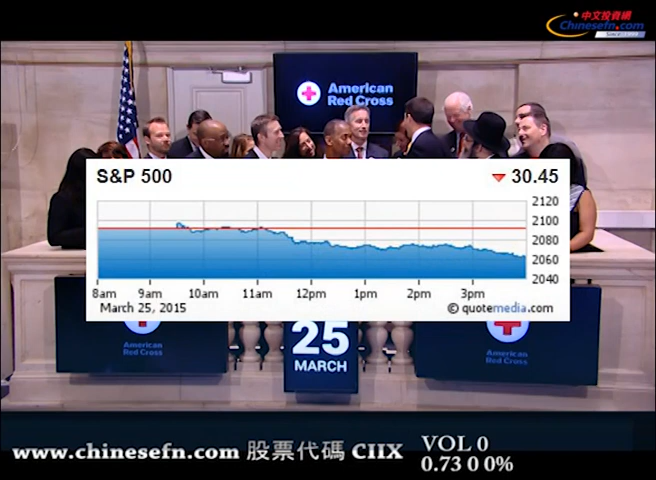 中文投資網
Chinesefn.com
American
Red Cross
S&P 500
30.45
2120
2100
2080
2060
2040
8am 9am 10am 11am 12pm 1pm 2pm 3pm
March 25, 2015
© quotemedia.com
American
Red Cross
25
MARCH
American
Red Cross
www.chinesefn.com 股票代碼 CIIX
VOL 0
0.73 0 0%